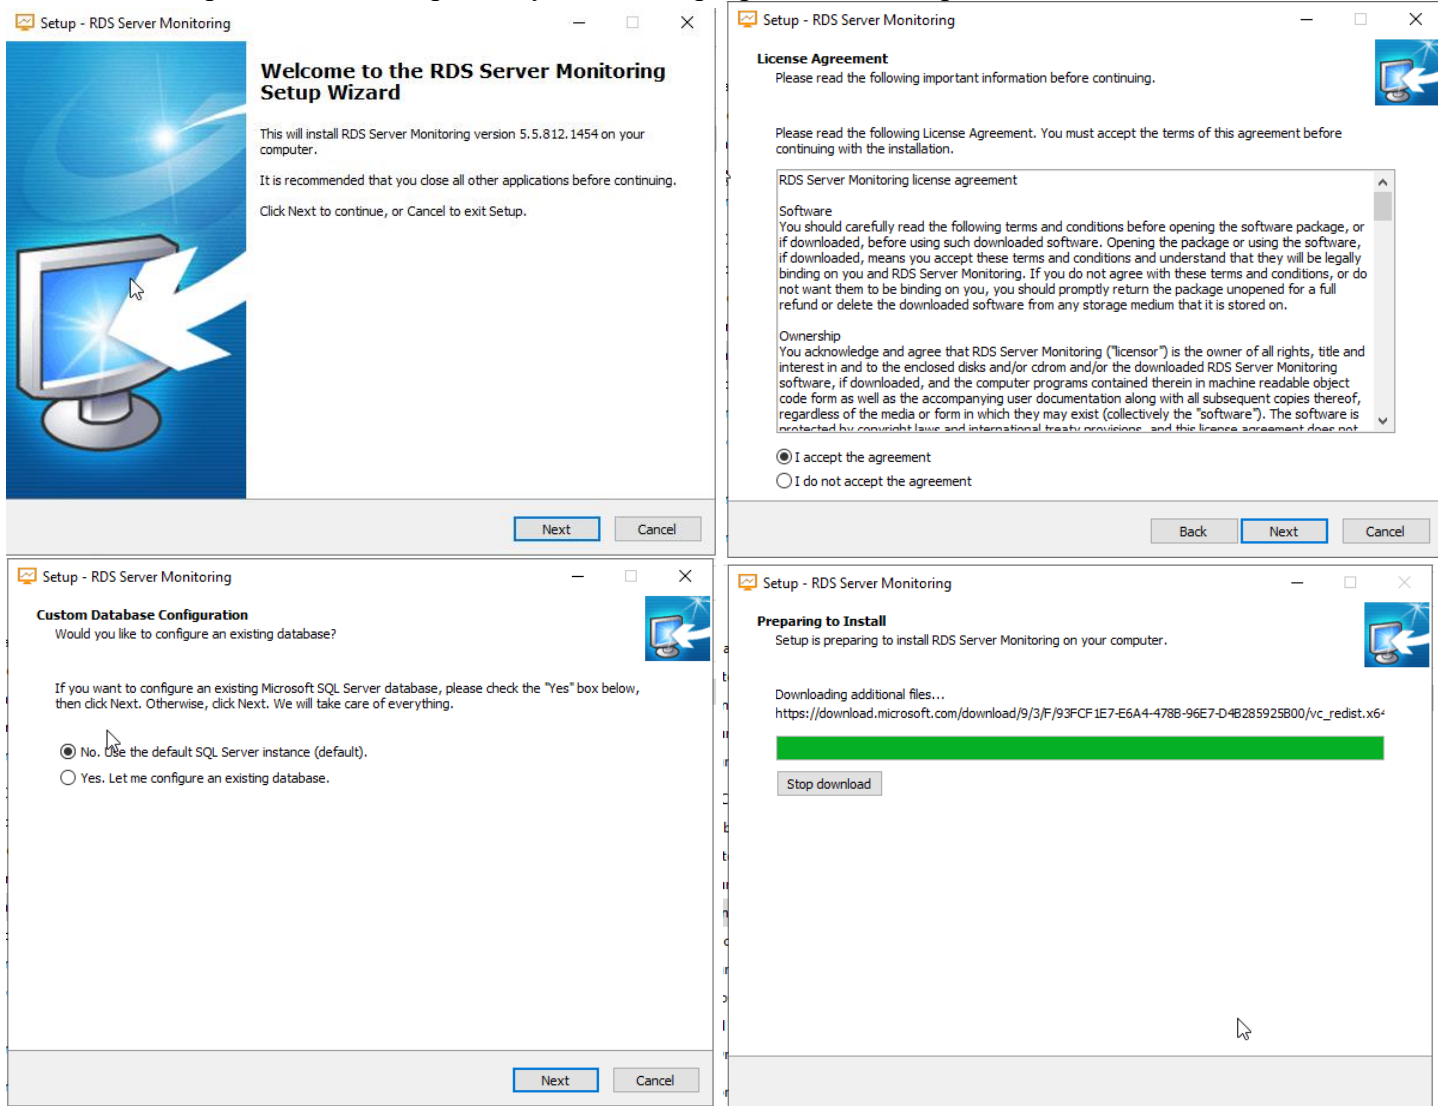 Setup - RDS Server Monitoring
Welcome to the RDS Server Monitoring
Setup Wizard
This will install RDS Server Monitoring version 5.5.812.1454 on your
computer.
It is recommended that you close all other applications before continuing.
Click Next to continue, or Cancel to exit Setup.
Next Cancel
Setup - RDS Server Monitoring
License Agreement
Please read the following important information before continuing.
Please read the following License Agreement. You must accept the terms of this agreement before
continuing with the installation.
RDS Server Monitoring license agreement
Software
You should carefully read the following terms and conditions before opening the software package, or
if downloaded, before using such downloaded software. Opening the package or using the software,
if downloaded, means you accept these terms and conditions and understand that they will be legally
binding on you and RDS Server Monitoring. If you do not agree with these terms and conditions, or do
not want them to be binding on you, you should promptly return the package unopened for a full
refund or delete the downloaded software from any storage medium that it is stored on.
Ownership
You acknowledge and agree that RDS Server Monitoring ("licensor") is the owner of all rights, title and
interest in and to the enclosed disks and/or cdrom and/or the downloaded RDS Server Monitoring
software, if downloaded, and the computer programs contained therein in machine readable object
code form as well as the accompanying user documentation along with all subsequent copies thereof,
regardless of the media or form in which they may exist (collectively the "software"). The software is
protected by copyright laws and international treaty provisions, and this license agreement does not
I accept the agreement
I do not accept the agreement
Back Next Cancel
Setup - RDS Server Monitoring
Custom Database Configuration
Would you like to configure an existing database?
If you want to configure an existing Microsoft SQL Server database, please check the "Yes" box below,
then click Next. Otherwise, click Next. We will take care of everything.
No. Use the default SQL Server instance (default).
Yes. Let me configure an existing database.
Next Cancel
Setup - RDS Server Monitoring
Preparing to Install
Setup is preparing to install RDS Server Monitoring on your computer.
Downloading additional files...
https://download.microsoft.com/download/9/3/F/93FCF1E7-E6A4-478B-96E7-D4B285925B00/vc_redist.x64
Stop download